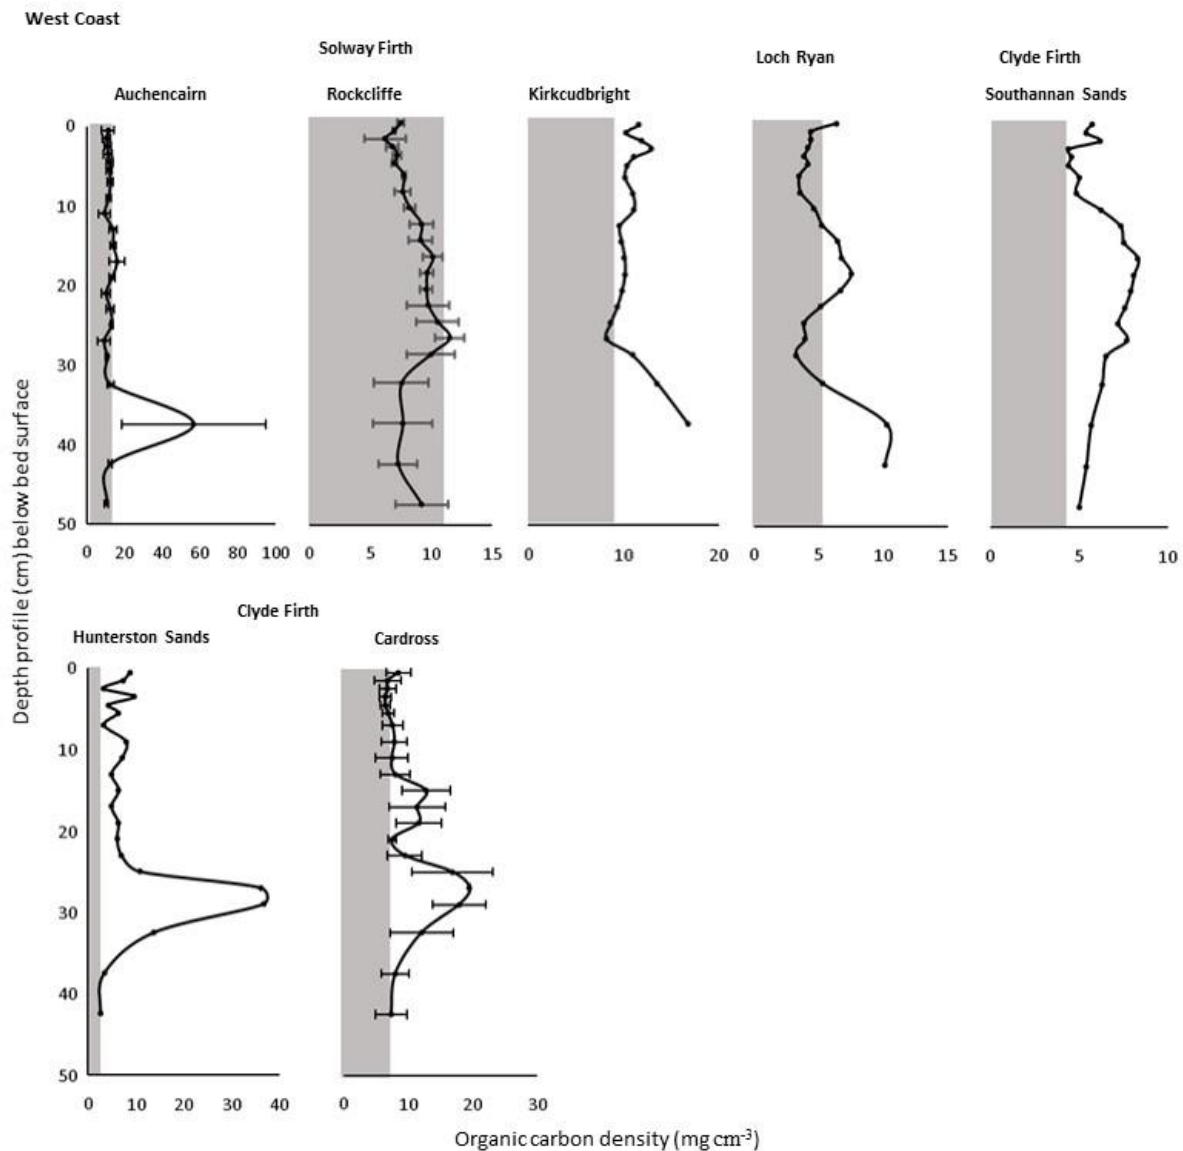 West Coast
Solway Firth
Loch Ryan
Clyde Firth
Auchencairn
Rockcliffe
Kirkcudbright
Southannan Sands
0
10
20
30
40
50
0 20 40 60 80 100
0 5 10 15
0 10 20
0 5 10 15
0 5 10
Depth profile (cm) below bed surface
Clyde Firth
Hunterston Sands
Cardross
0
10
20
30
40
50
0 10 20 30 40
0 10 20 30
Organic carbon density (mg cm-3)